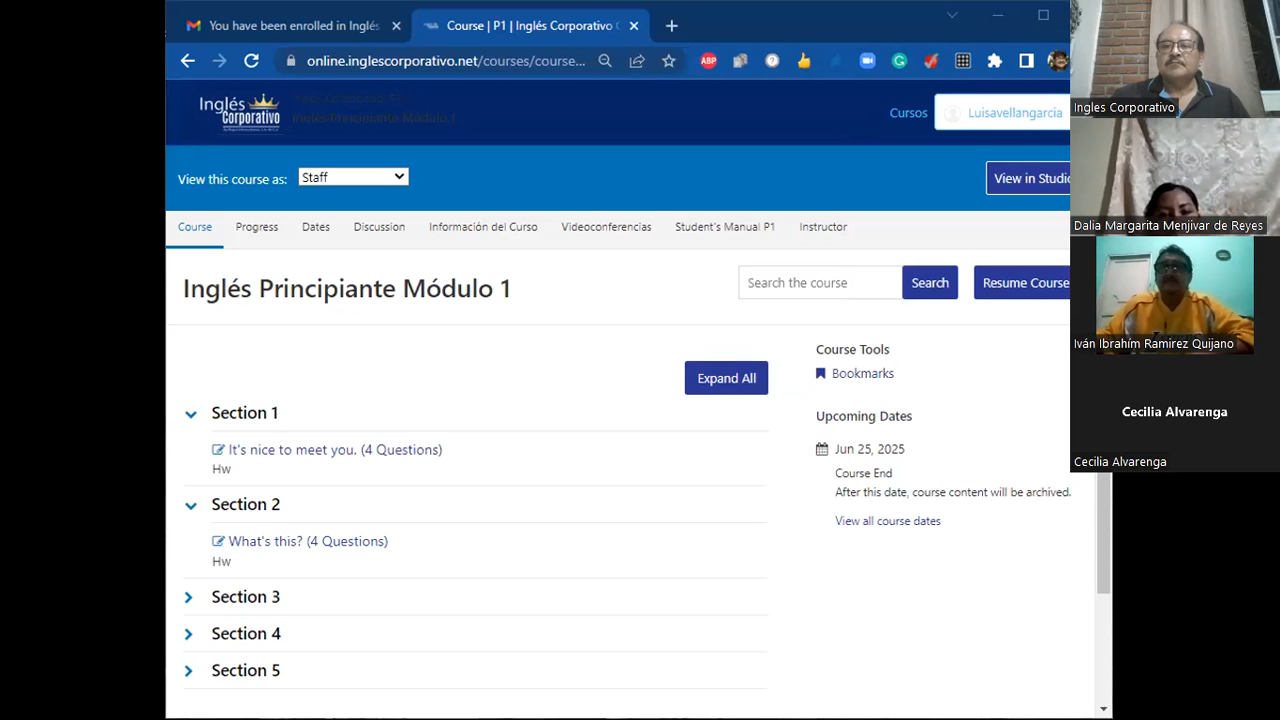 You have been enrolled in Inglés
Course | P1 | Inglés Corporativo
online.inglescorporativo.net/courses/course...
ABP
Inglés
Corporativo
Inglés Principiante Módulo 1
Cursos
Luisavellangarcia
View this course as:
Staff
View in Studio
Course
Progress
Dates
Discussion
Información del Curso
Videoconferencias
Student's Manual P1
Instructor
Inglés Principiante Módulo 1
Search the course
Search
Resume Course
Expand All
Section 1
It's nice to meet you. (4 Questions)
Hw
Section 2
What's this? (4 Questions)
Hw
Section 3
Section 4
Section 5
Course Tools
Bookmarks
Upcoming Dates
Jun 25, 2025
Course End
After this date, course content will be archived.
View all course dates
Ingles Corporativo
Dalia Margarita Menjivar de Reyes
Iván Ibrahím Ramirez Quijano
Cecilia Alvarenga
Cecilia Alvarenga